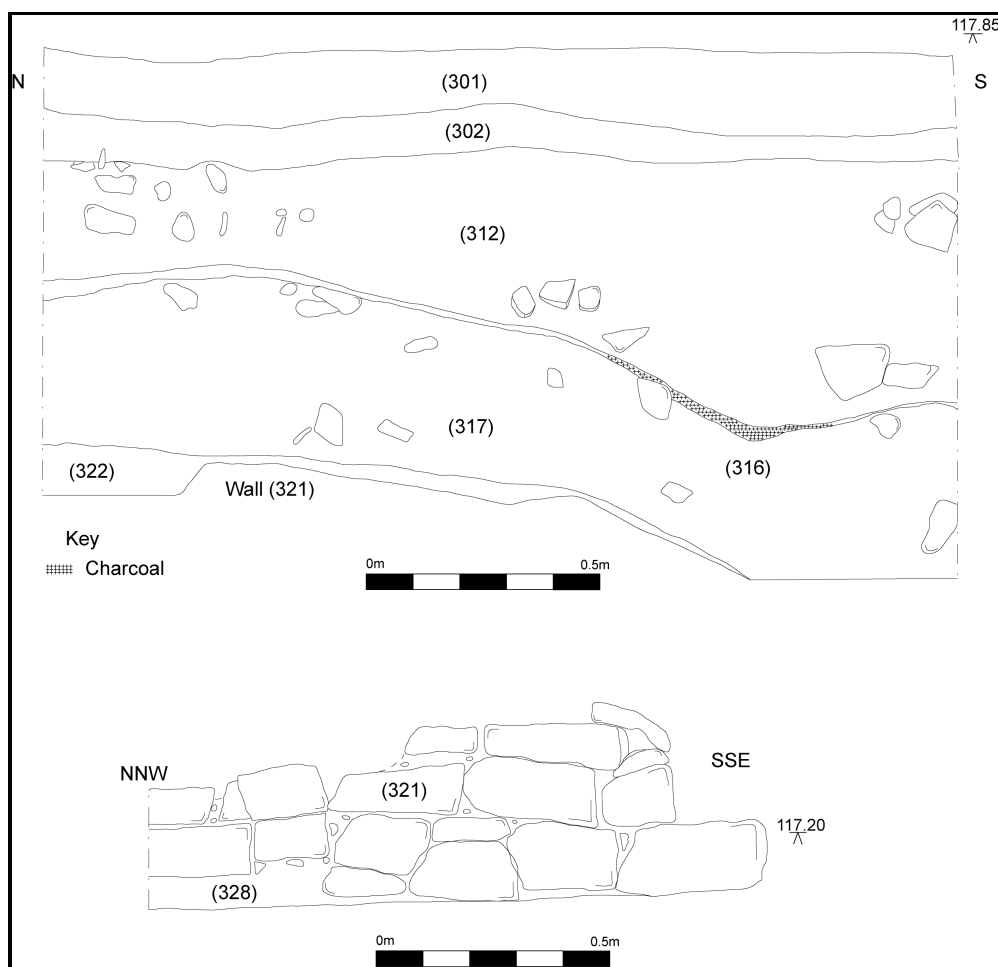 117.85
N
S
(301)
(302)
(312)
(317)
(316)
(322)
Wall (321)
Key
Charcoal
0m
0.5m
NNW
SSE
(321)
117.20
(328)
0m
0.5m